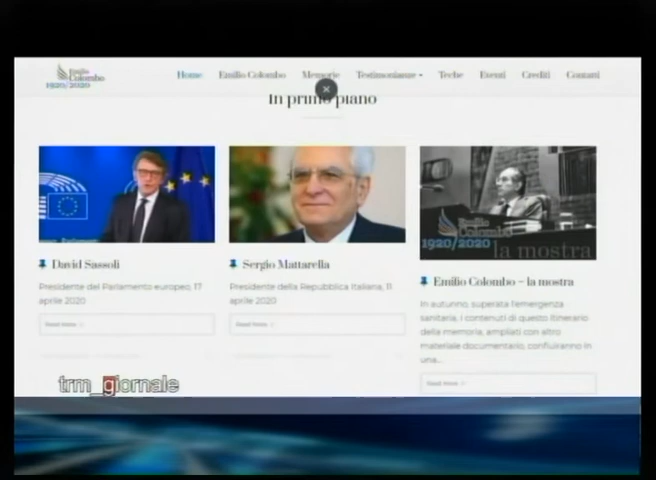 Emilio
Colombo
1920/2020
Home Emilio Colombo Memorie Testimonianze Teche Eventi Crediti Contatti
In primo piano
Emilio
Colombo
1920/2020 la mostra
David Sassoli
Presidente del Parlamento europeo, 17
aprile 2020
Read more
Sergio Mattarella
Presidente della Repubblica Italiana, 11
aprile 2020
Read more
Emilio Colombo – la mostra
In autunno, superata l'emergenza
sanitaria, i contenuti di questo itinerario
della memoria, ampliati con altro
materiale documentario, confluiranno in
una...
Read more
trm_giornale